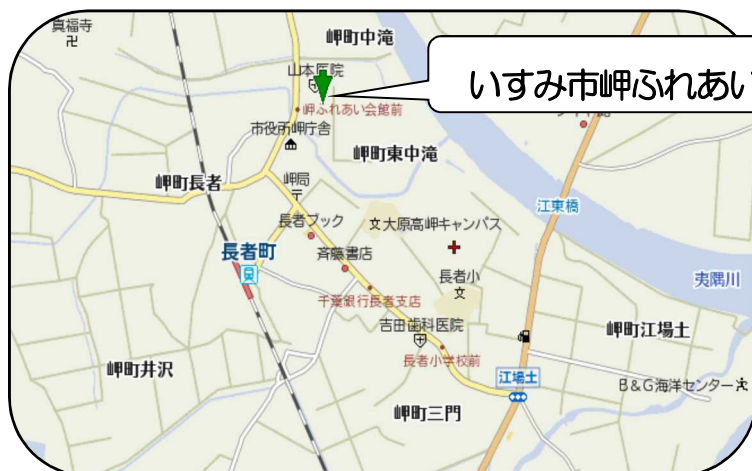 真福寺
岬町中滝
山本医院
いすみ市岬ふれあい
岬ふれあい会館前
市役所岬庁舎
岬町東中滝
岬町長者
岬局
江東橋
長者ブック
大原高岬キャンパス
長者町
斉藤書店
長者小
夷隅川
千葉銀行長者支店
吉田歯科医院
岬町江場土
長者小学校前
岬町井沢
江場土
B&G海洋センター
岬町三門